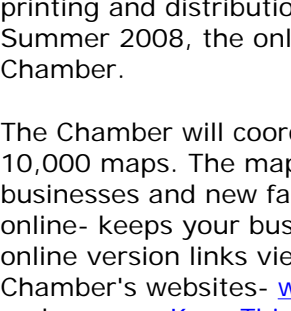 printing and distributio
Summer 2008, the onl
Chamber.
The Chamber will coor
10,000 maps. The map
businesses and new fa
online- keeps your bus
online version links vie
Chamber's websites- w